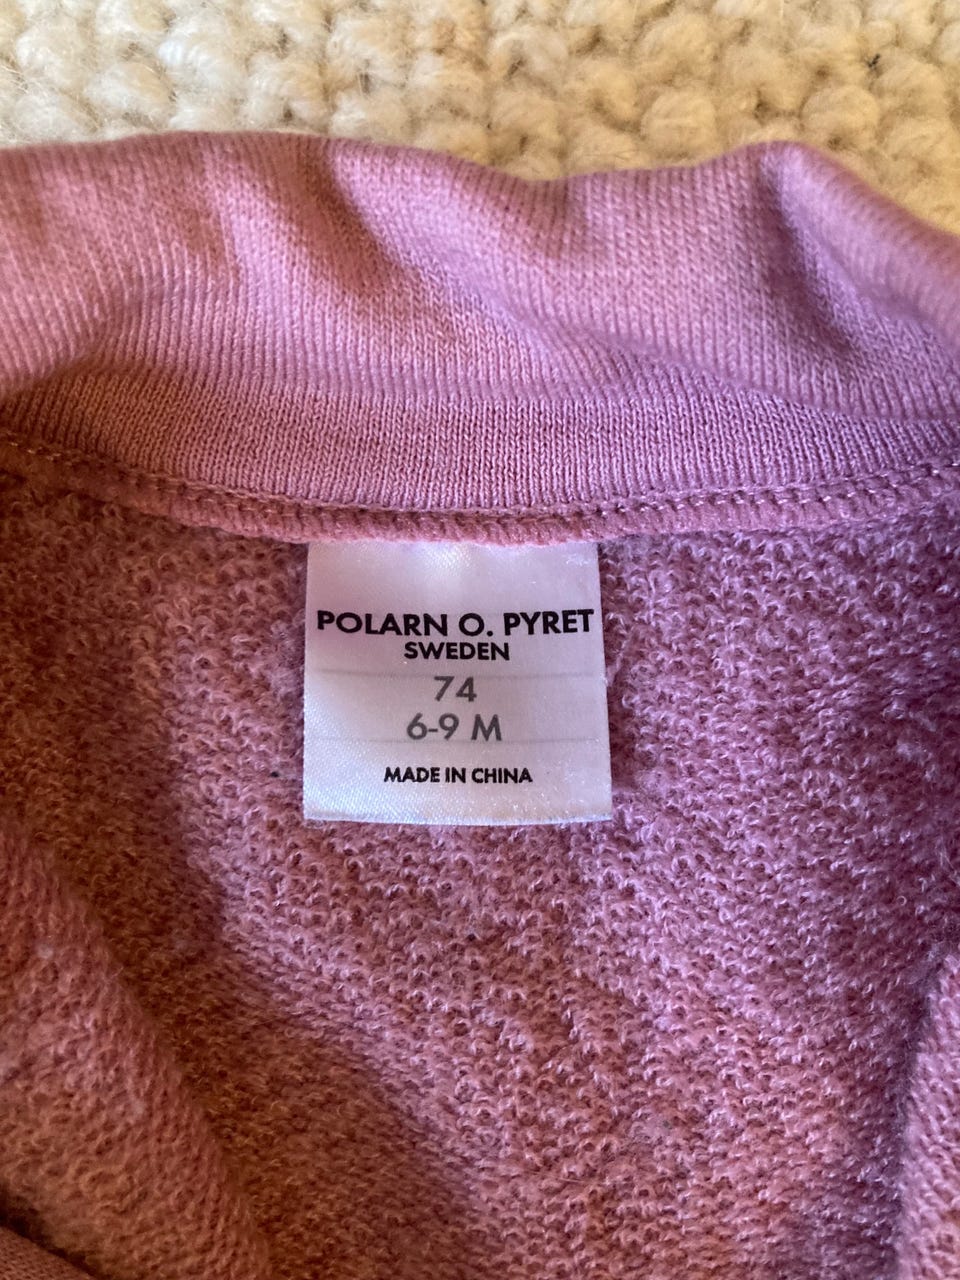 POLARN O. PYRET
SWEDEN
74
6-9 M
MADE IN CHINA